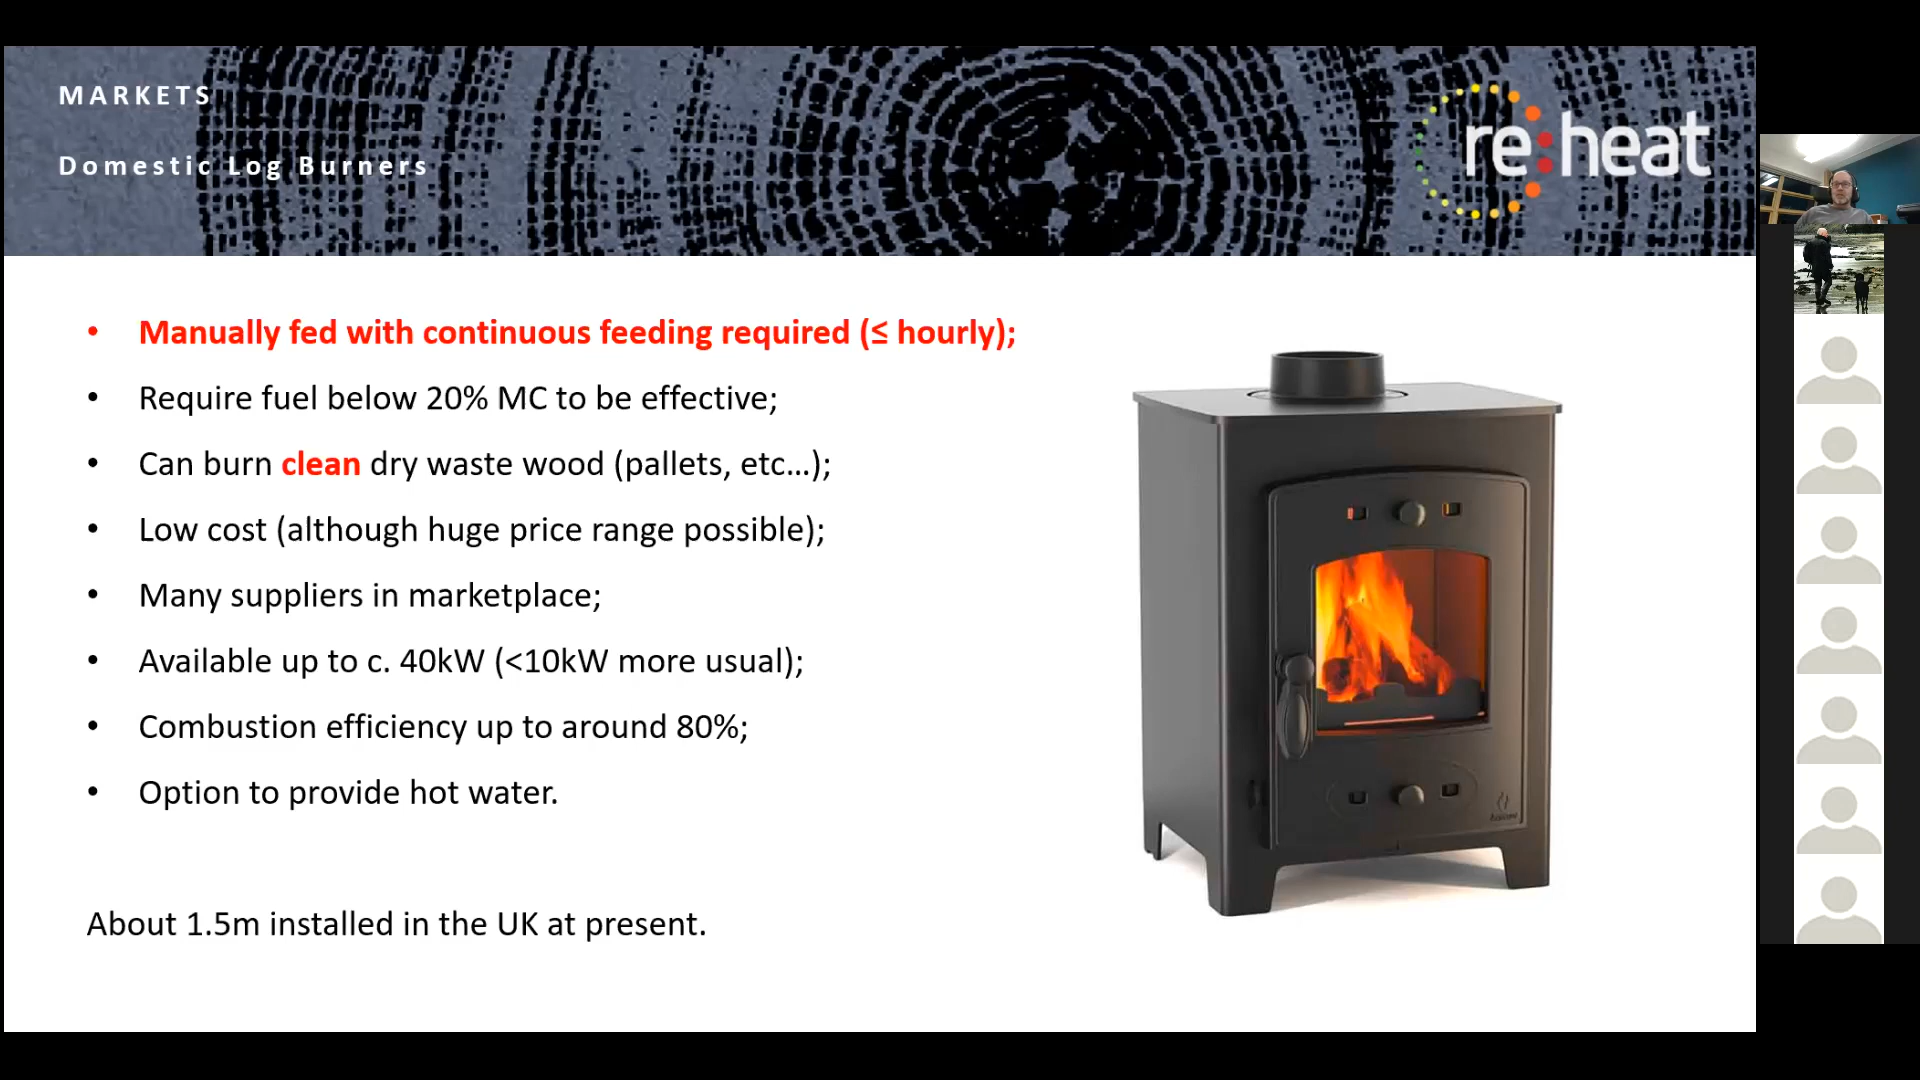 MARKETS
Domestic Log Burners
re:heat
• Manually fed with continuous feeding required (≤ hourly);
• Require fuel below 20% MC to be effective;
• Can burn clean dry waste wood (pallets, etc…);
• Low cost (although huge price range possible);
• Many suppliers in marketplace;
• Available up to c. 40kW (<10kW more usual);
• Combustion efficiency up to around 80%;
• Option to provide hot water.
About 1.5m installed in the UK at present.